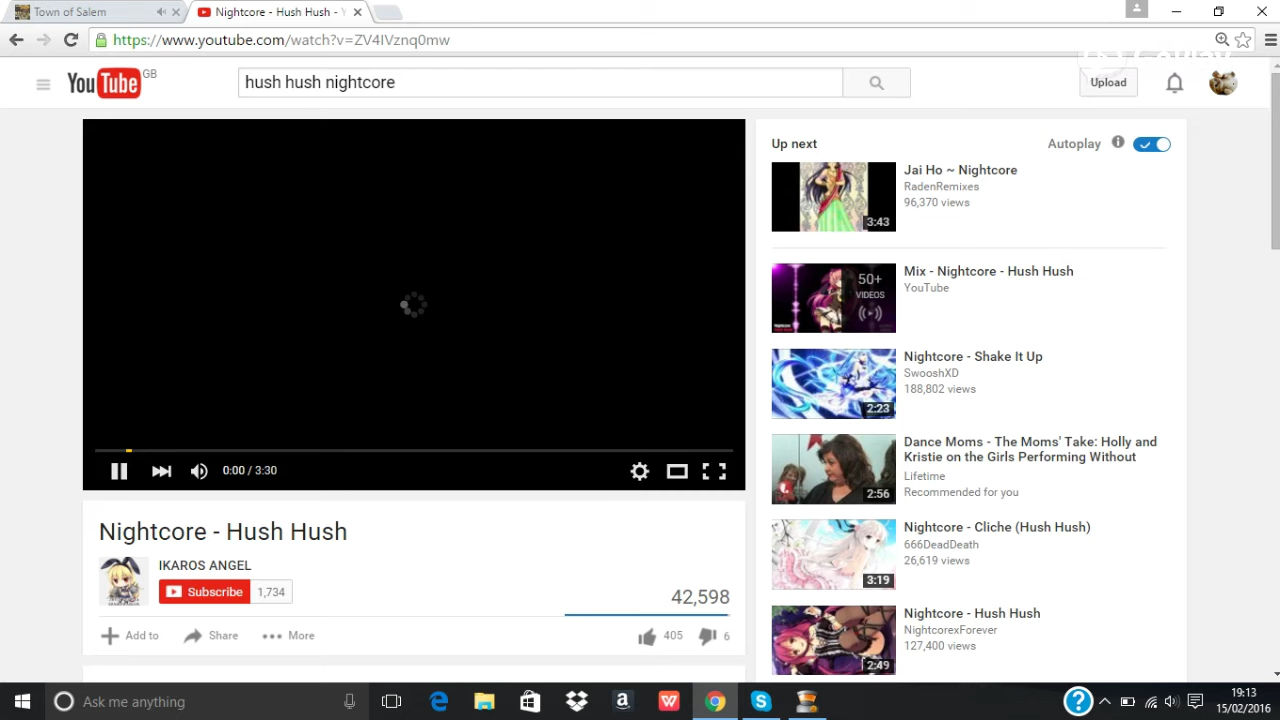 Town of Salem
Nightcore - Hush Hush - Y
https://www.youtube.com/watch?v=ZV4IVznq0mw
YouTube GB
hush hush nightcore
Upload
Up next
Autoplay
Jai Ho ~ Nightcore
RadenRemixes
96,370 views
3:43
Mix - Nightcore - Hush Hush
YouTube
50+
VIDEOS
Nightcore - Shake It Up
SwooshXD
188,802 views
2:23
Dance Moms - The Moms' Take: Holly and
Kristie on the Girls Performing Without
Lifetime
Recommended for you
2:56
Nightcore - Cliche (Hush Hush)
666DeadDeath
26,619 views
3:19
Nightcore - Hush Hush
NightcorexForever
127,400 views
2:49
0:00 / 3:30
Nightcore - Hush Hush
IKAROS ANGEL
Subscribe
1,734
42,598
Add to
Share
More
405
6
Ask me anything
19:13
15/02/2016